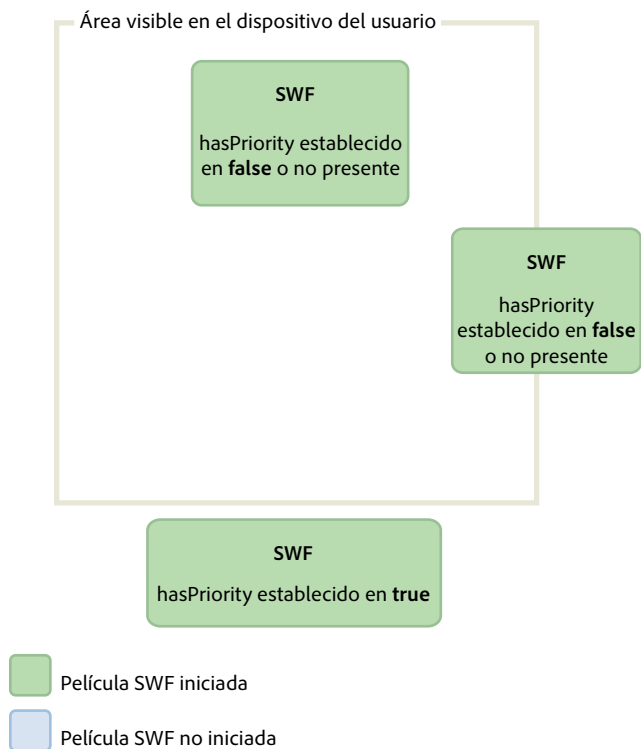 Área visible en el dispositivo del usuario
SWF
hasPriority establecido
en false o no presente
SWF
hasPriority
establecido en false
o no presente
SWF
hasPriority establecido en true
Película SWF iniciada
Película SWF no iniciada